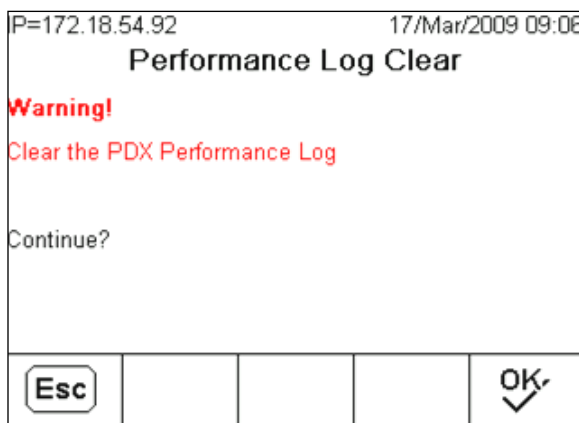 IP=172.18.54.92 17/Mar/2009 09:06
Performance Log Clear
Warning!
Clear the PDX Performance Log
Continue?
Esc OK